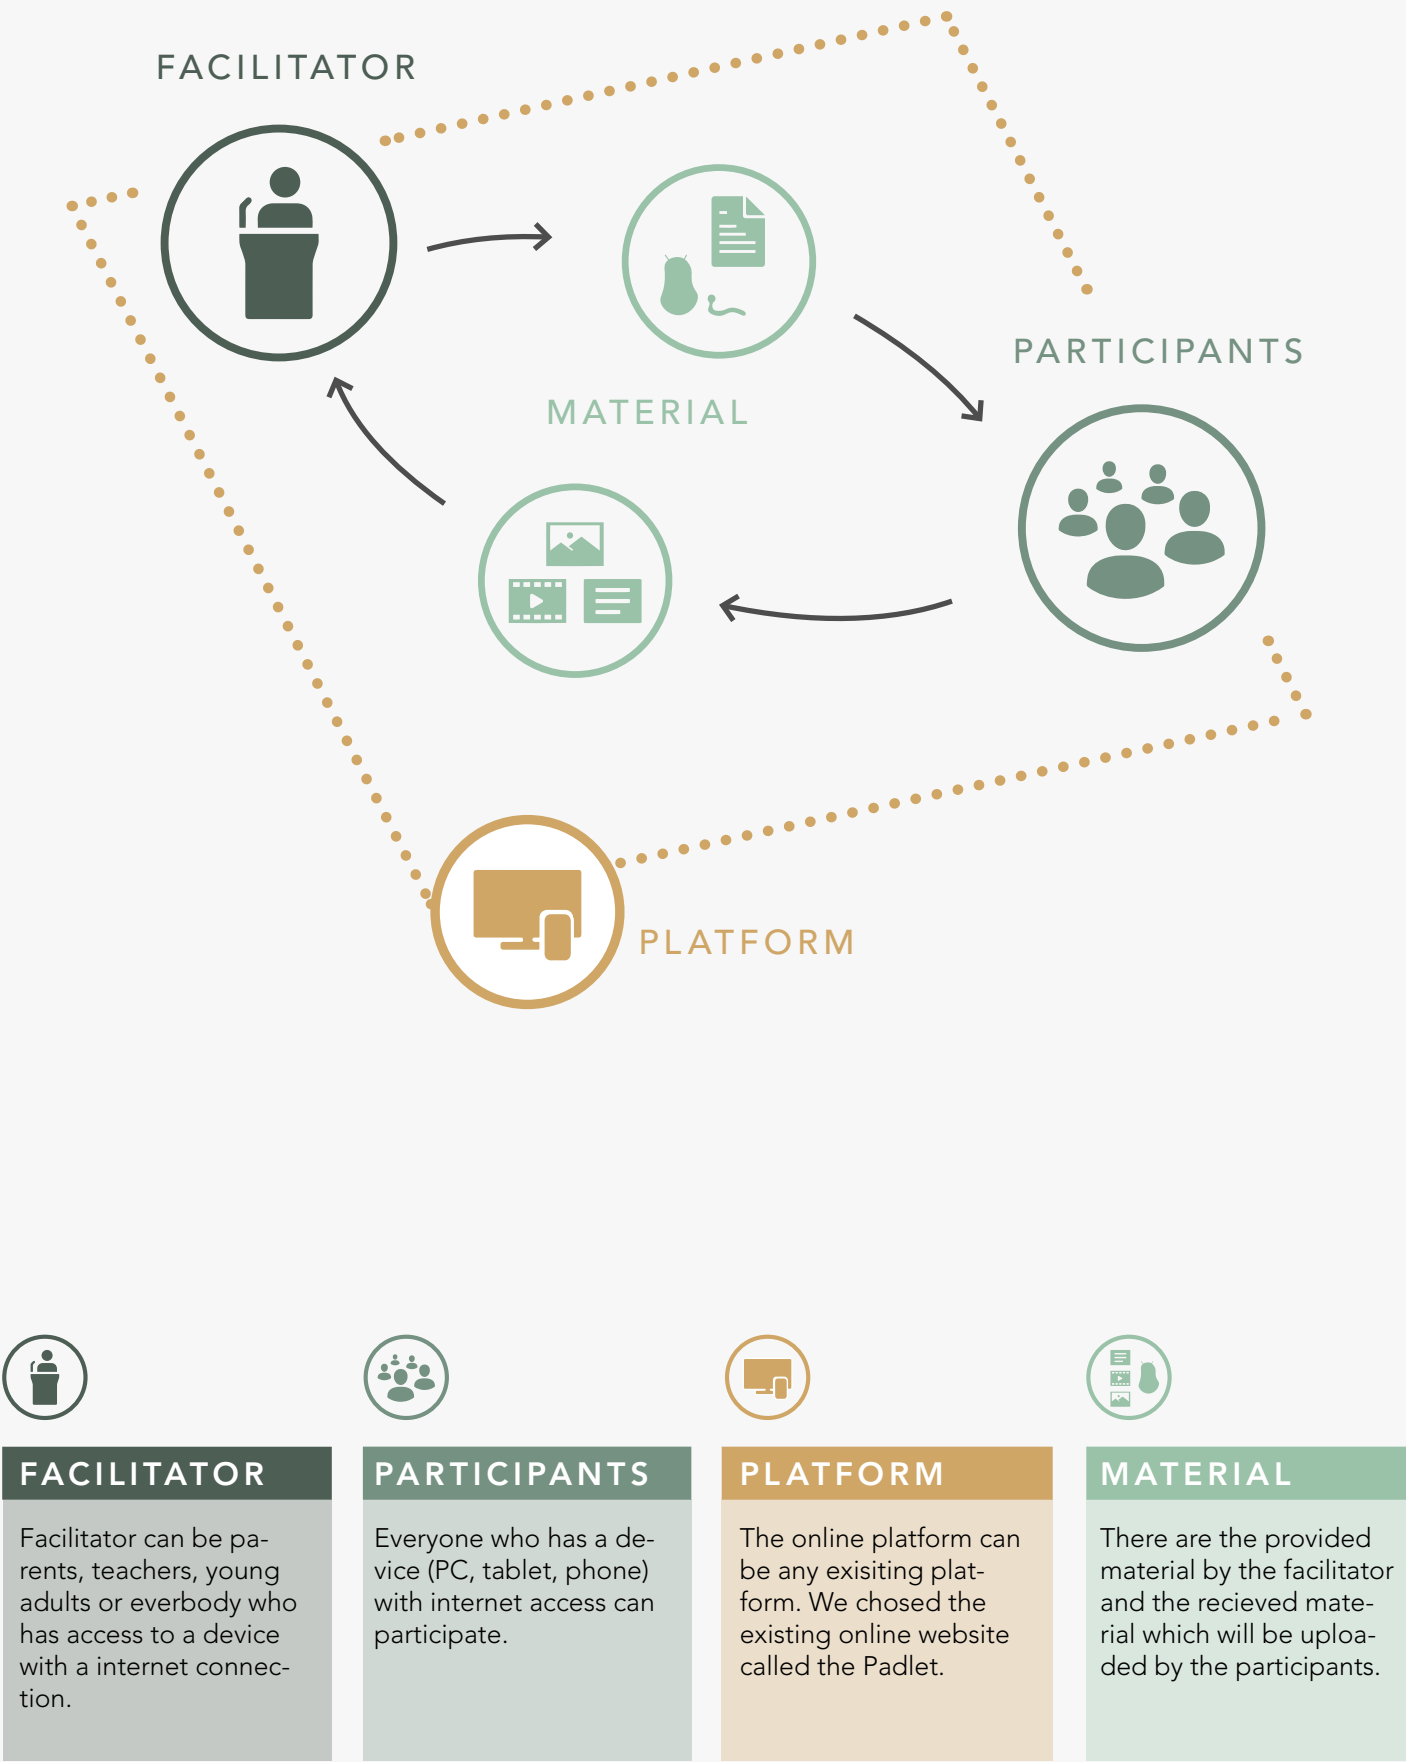 FACILITATOR
PARTICIPANTS
MATERIAL
PLATFORM
FACILITATOR
Facilitator can be pa-
rents, teachers, young
adults or everbody who
has access to a device
with a internet connec-
tion.
PARTICIPANTS
Everyone who has a de-
vice (PC, tablet, phone)
with internet access can
participate.
PLATFORM
The online platform can
be any exisiting plat-
form. We chosed the
existing online website
called the Padlet.
MATERIAL
There are the provided
material by the facilitator
and the recieved mate-
rial which will be uploa-
ded by the participants.